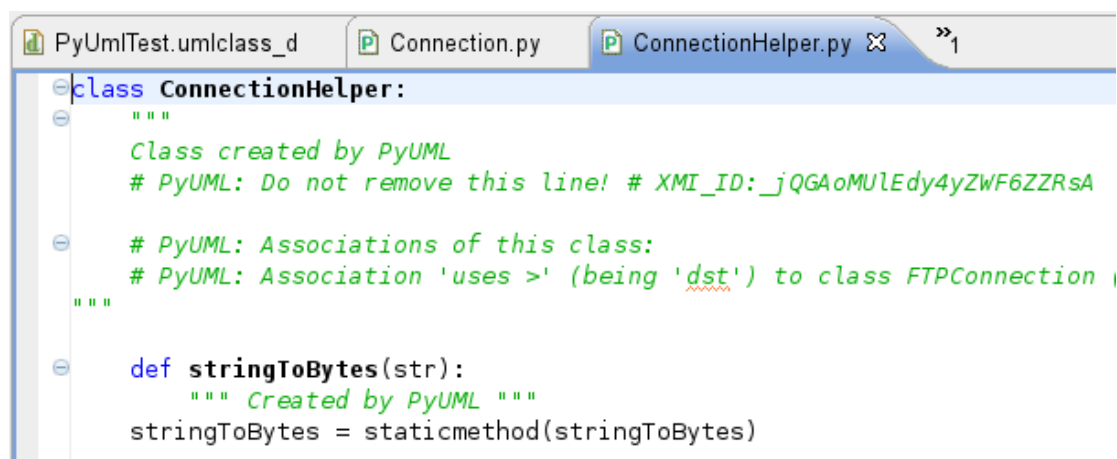 PyUmlTest.umlclass_d Connection.py ConnectionHelper.py »1
class ConnectionHelper:
"""
Class created by PyUML
# PyUML: Do not remove this line! # XMI_ID:_jQGAoMUlEdy4yZWF6ZZRsA
# PyUML: Associations of this class:
# PyUML: Association 'uses >' (being 'dst') to class FTPConnection (
"""
def stringToBytes(str):
""" Created by PyUML """
stringToBytes = staticmethod(stringToBytes)